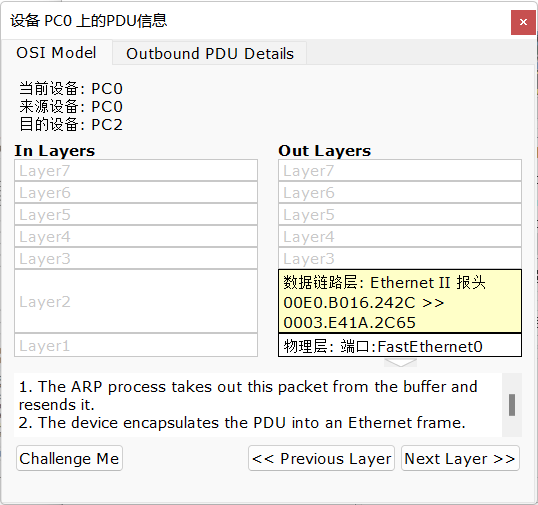 设备 PC0 上的PDU信息
×
OSI Model
Outbound PDU Details
当前设备: PC0
来源设备: PC0
目的设备: PC2
In Layers
Layer7
Layer6
Layer5
Layer4
Layer3
Layer2
Layer1
Out Layers
Layer7
Layer6
Layer5
Layer4
Layer3
数据链路层: Ethernet II 报头
00E0.B016.242C >>
0003.E41A.2C65
物理层: 端口:FastEthernet0
1. The ARP process takes out this packet from the buffer and
resends it.
2. The device encapsulates the PDU into an Ethernet frame.
Challenge Me
<< Previous Layer
Next Layer >>